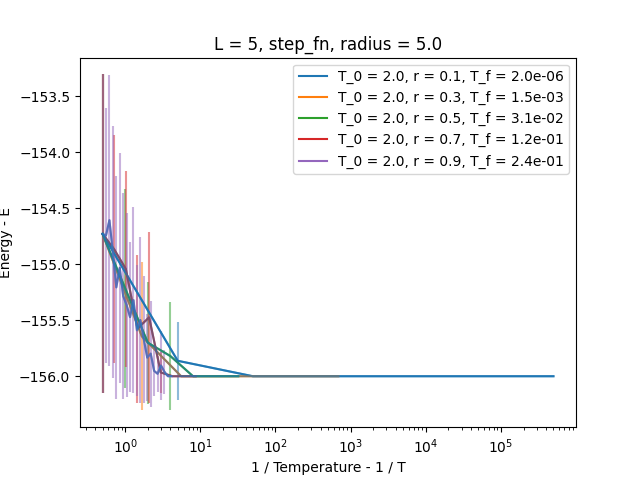 L = 5, step_fn, radius = 5.0
T_0 = 2.0, r = 0.1, T_f = 2.0e-06
T_0 = 2.0, r = 0.3, T_f = 1.5e-03
T_0 = 2.0, r = 0.5, T_f = 3.1e-02
T_0 = 2.0, r = 0.7, T_f = 1.2e-01
T_0 = 2.0, r = 0.9, T_f = 2.4e-01
Energy - E
−153.5
−154.0
−154.5
−155.0
−155.5
−156.0
10⁰ 10¹ 10² 10³ 10⁴ 10⁵
1 / Temperature - 1 / T